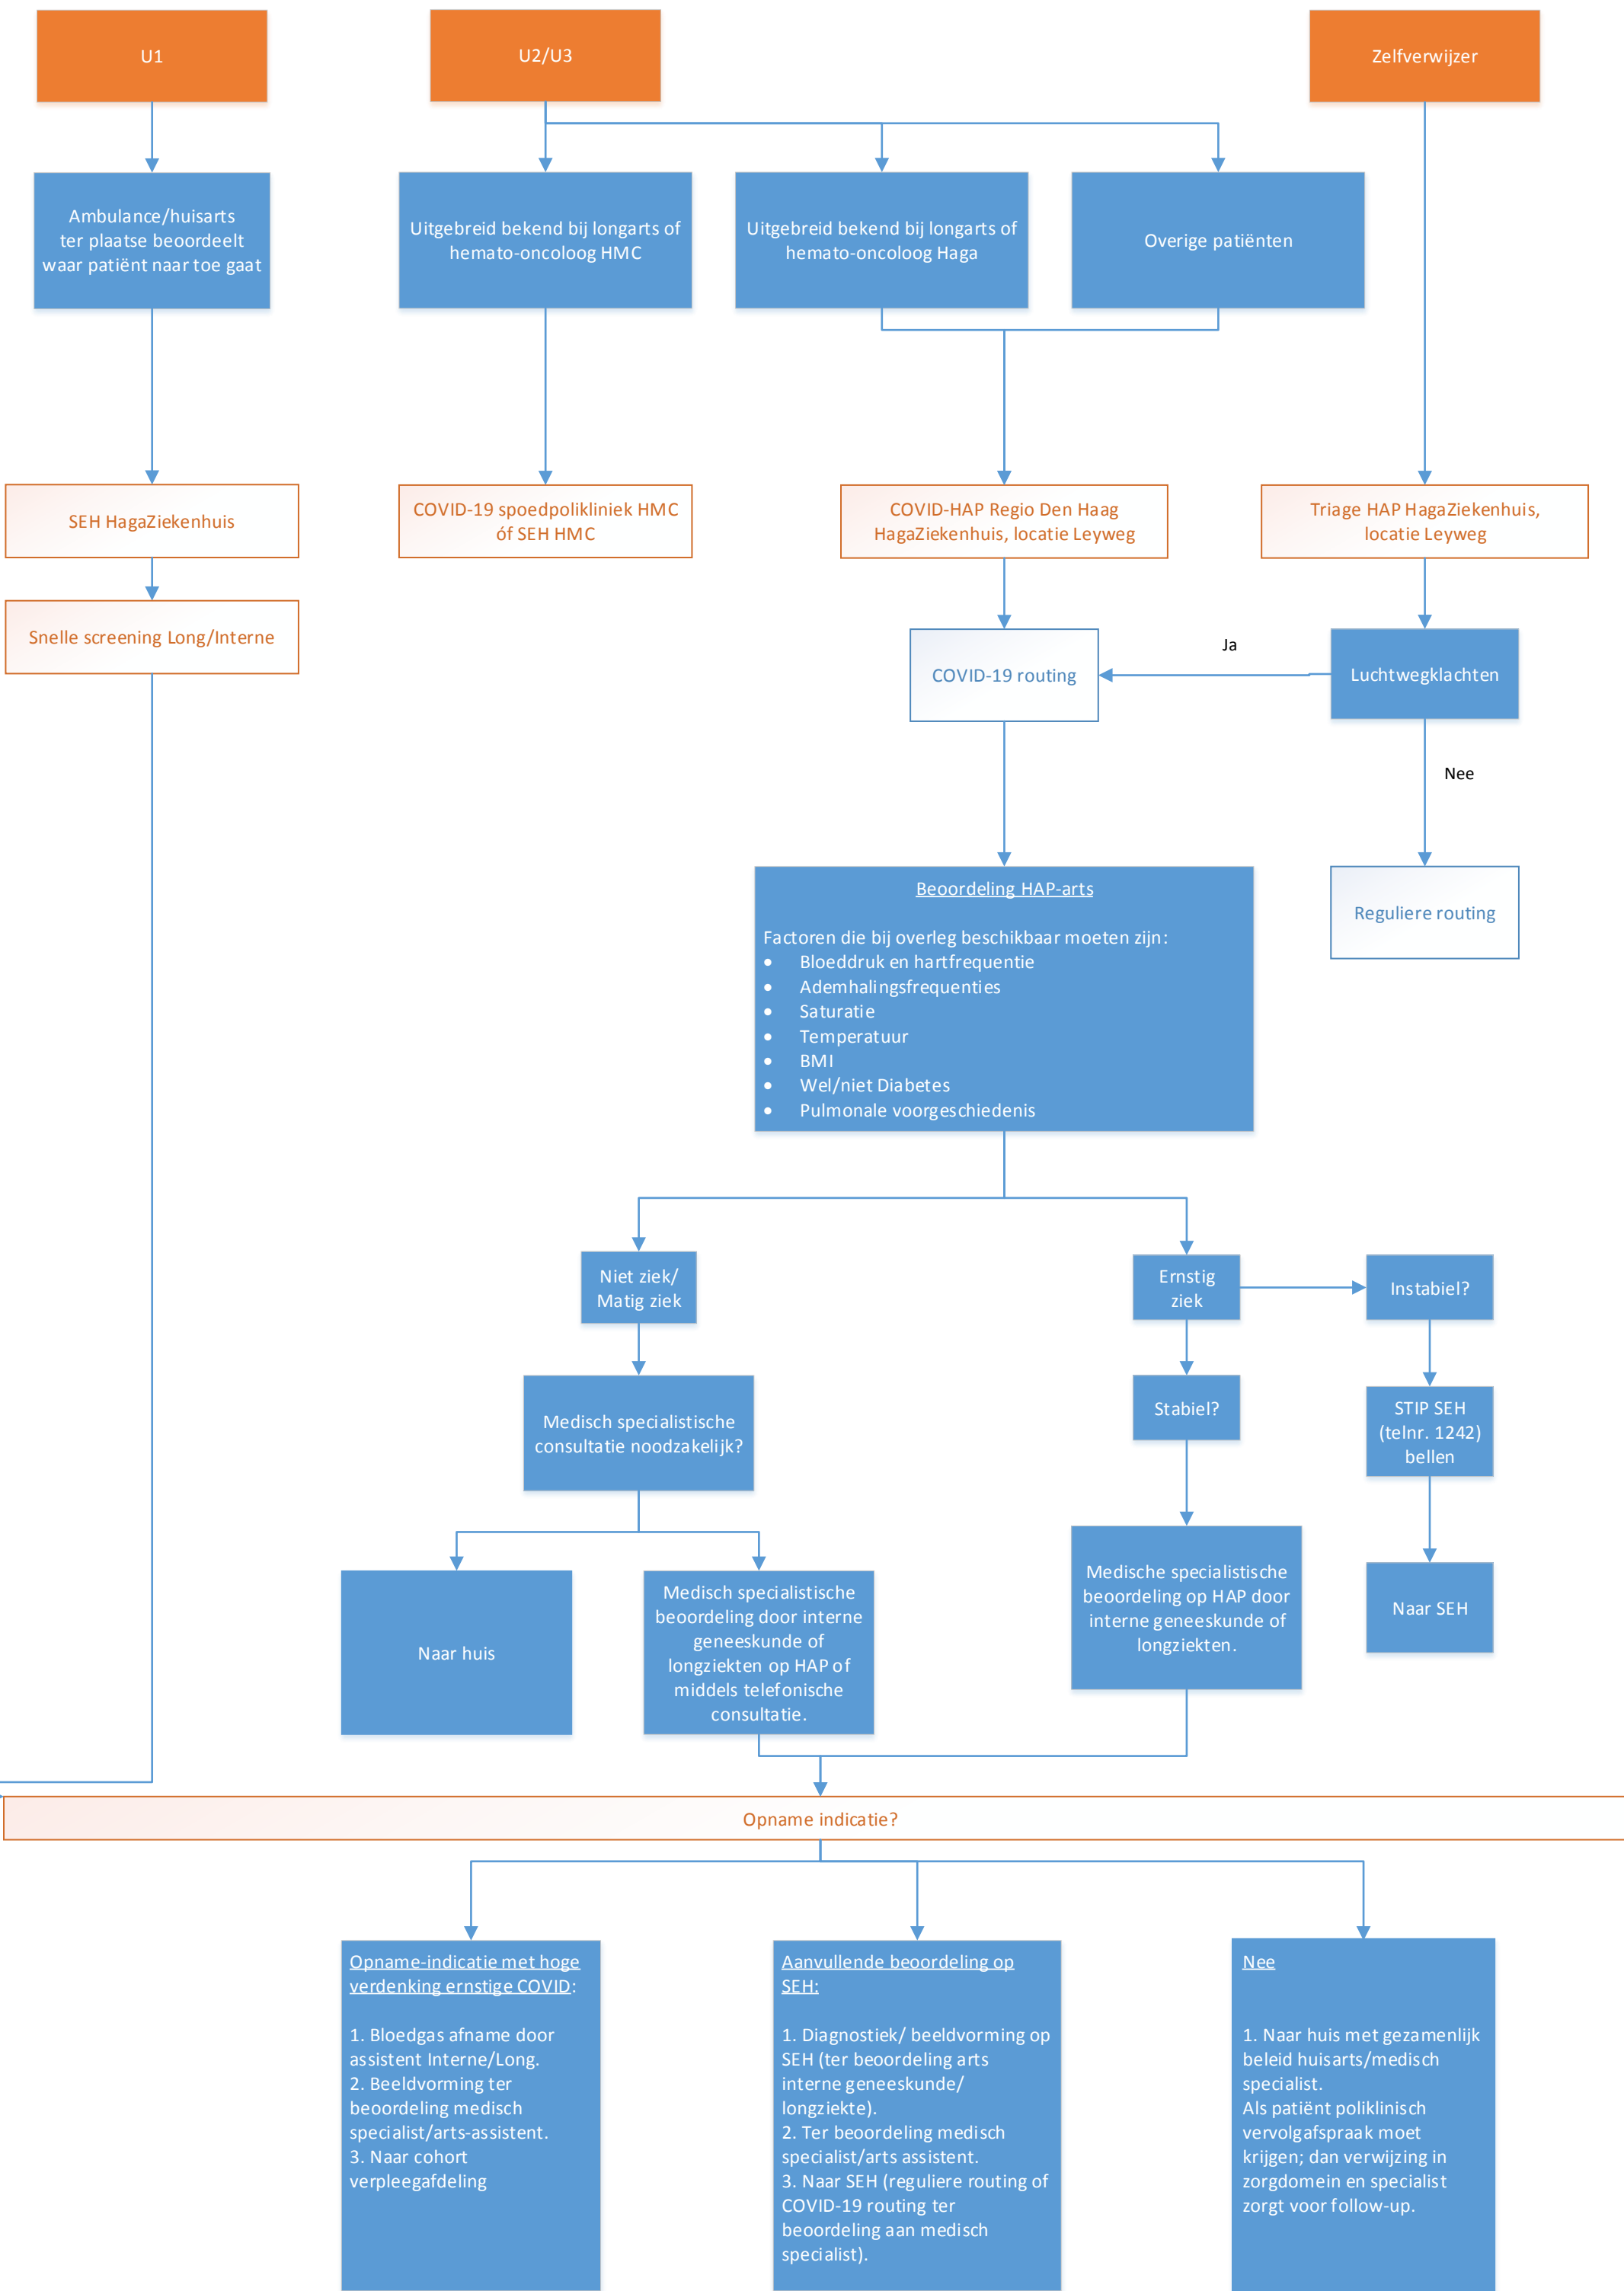 U1
U2/U3
Zelfverwijzer
Ambulance/huisarts
ter plaatse beoordeelt
waar patiënt naar toe gaat
Uitgebreid bekend bij longarts of
hemato-oncoloog HMC
Uitgebreid bekend bij longarts of
hemato-oncoloog Haga
Overige patiënten
SEH HagaZiekenhuis
COVID-19 spoedpolikliniek HMC
óf SEH HMC
COVID-HAP Regio Den Haag
HagaZiekenhuis, locatie Leyweg
Triage HAP HagaZiekenhuis,
locatie Leyweg
Snelle screening Long/Interne
COVID-19 routing
Ja
Luchtwegklachten
Nee
Reguliere routing
Beoordeling HAP-arts
Factoren die bij overleg beschikbaar moeten zijn:
• Bloeddruk en hartfrequentie
• Ademhalingsfrequenties
• Saturatie
• Temperatuur
• BMI
• Wel/niet Diabetes
• Pulmonale voorgeschiedenis
Niet ziek/
Matig ziek
Ernstig
ziek
Instabiel?
Medisch specialistische
consultatie noodzakelijk?
Stabiel?
STIP SEH
(telnr. 1242)
bellen
Naar huis
Medisch specialistische
beoordeling door interne
geneeskunde of
longziekten op HAP of
middels telefonische
consultatie.
Medische specialistische
beoordeling op HAP door
interne geneeskunde of
longziekten.
Naar SEH
Opname indicatie?
Opname-indicatie met hoge
verdenking ernstige COVID:
1. Bloedgas afname door
assistent Interne/Long.
2. Beeldvorming ter
beoordeling medisch
specialist/arts-assistent.
3. Naar cohort
verpleegafdeling
Aanvullende beoordeling op
SEH:
1. Diagnostiek/ beeldvorming op
SEH (ter beoordeling arts
interne geneeskunde/
longziekte).
2. Ter beoordeling medisch
specialist/arts assistent.
3. Naar SEH (reguliere routing of
COVID-19 routing ter
beoordeling aan medisch
specialist).
Nee
1. Naar huis met gezamenlijk
beleid huisarts/medisch
specialist.
Als patiënt poliklinisch
vervolgafspraak moet
krijgen; dan verwijzing in
zorgdomein en specialist
zorgt voor follow-up.